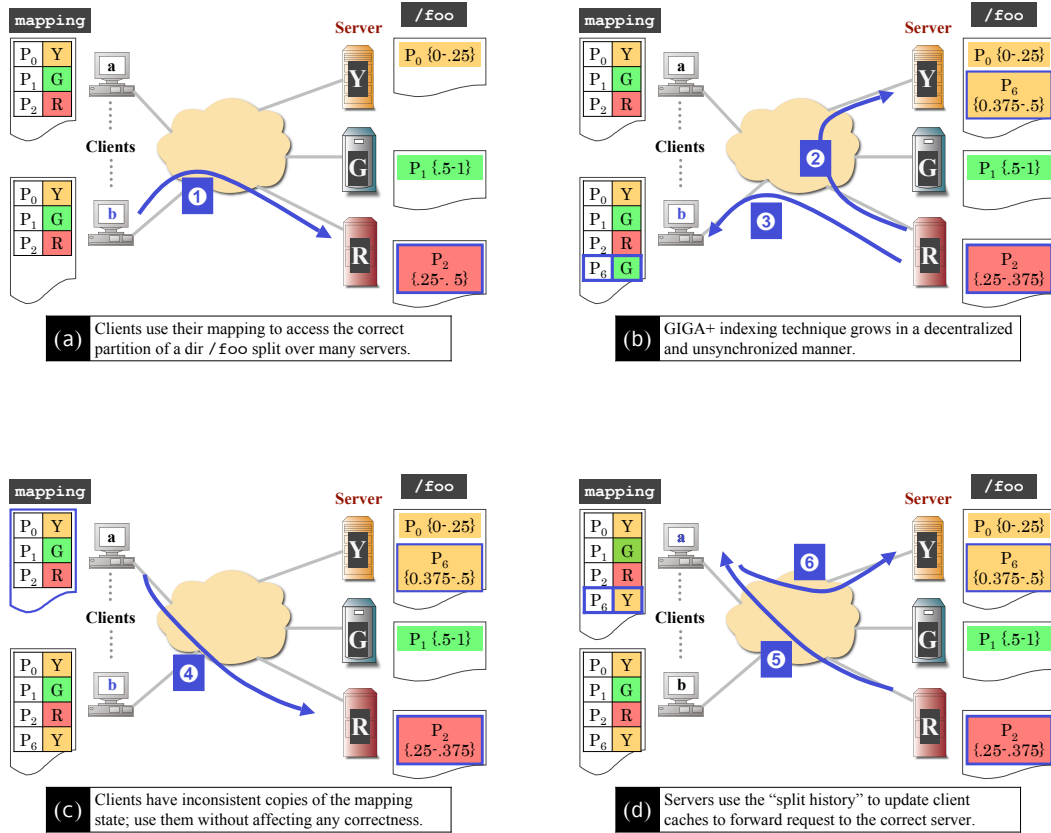 mapping
/foo
Server
P0 Y
P1 G
P2 R
a
Clients
P0 Y
P1 G
P2 R
b
❶
Y
G
R
P0 {0-.25}
P1 {.5-1}
P2
{.25-. 5}
(a) Clients use their mapping to access the correct
partition of a dir /foo split over many servers.
mapping
/foo
Server
P0 Y
P1 G
P2 R
a
Clients
P0 Y
P1 G
P2 R
P6 G
b
❷
❸
Y
G
R
P0 {0-.25}
P6
{0.375-.5}
P1 {.5-1}
P2
{.25-.375}
(b) GIGA+ indexing technique grows in a decentralized
and unsynchronized manner.
mapping
/foo
Server
P0 Y
P1 G
P2 R
a
Clients
P0 Y
P1 G
P2 R
P6 Y
b
❹
Y
G
R
P0 {0-.25}
P6
{0.375-.5}
P1 {.5-1}
P2
{.25-.375}
(c) Clients have inconsistent copies of the mapping
state; use them without affecting any correctness.
mapping
/foo
Server
P0 Y
P1 G
P2 R
P6 Y
a
Clients
P0 Y
P1 G
P2 R
P6 Y
b
❻
❺
Y
G
R
P0 {0-.25}
P6
{0.375-.5}
P1 {.5-1}
P2
{.25-.375}
(d) Servers use the “split history” to update client
caches to forward request to the correct server.